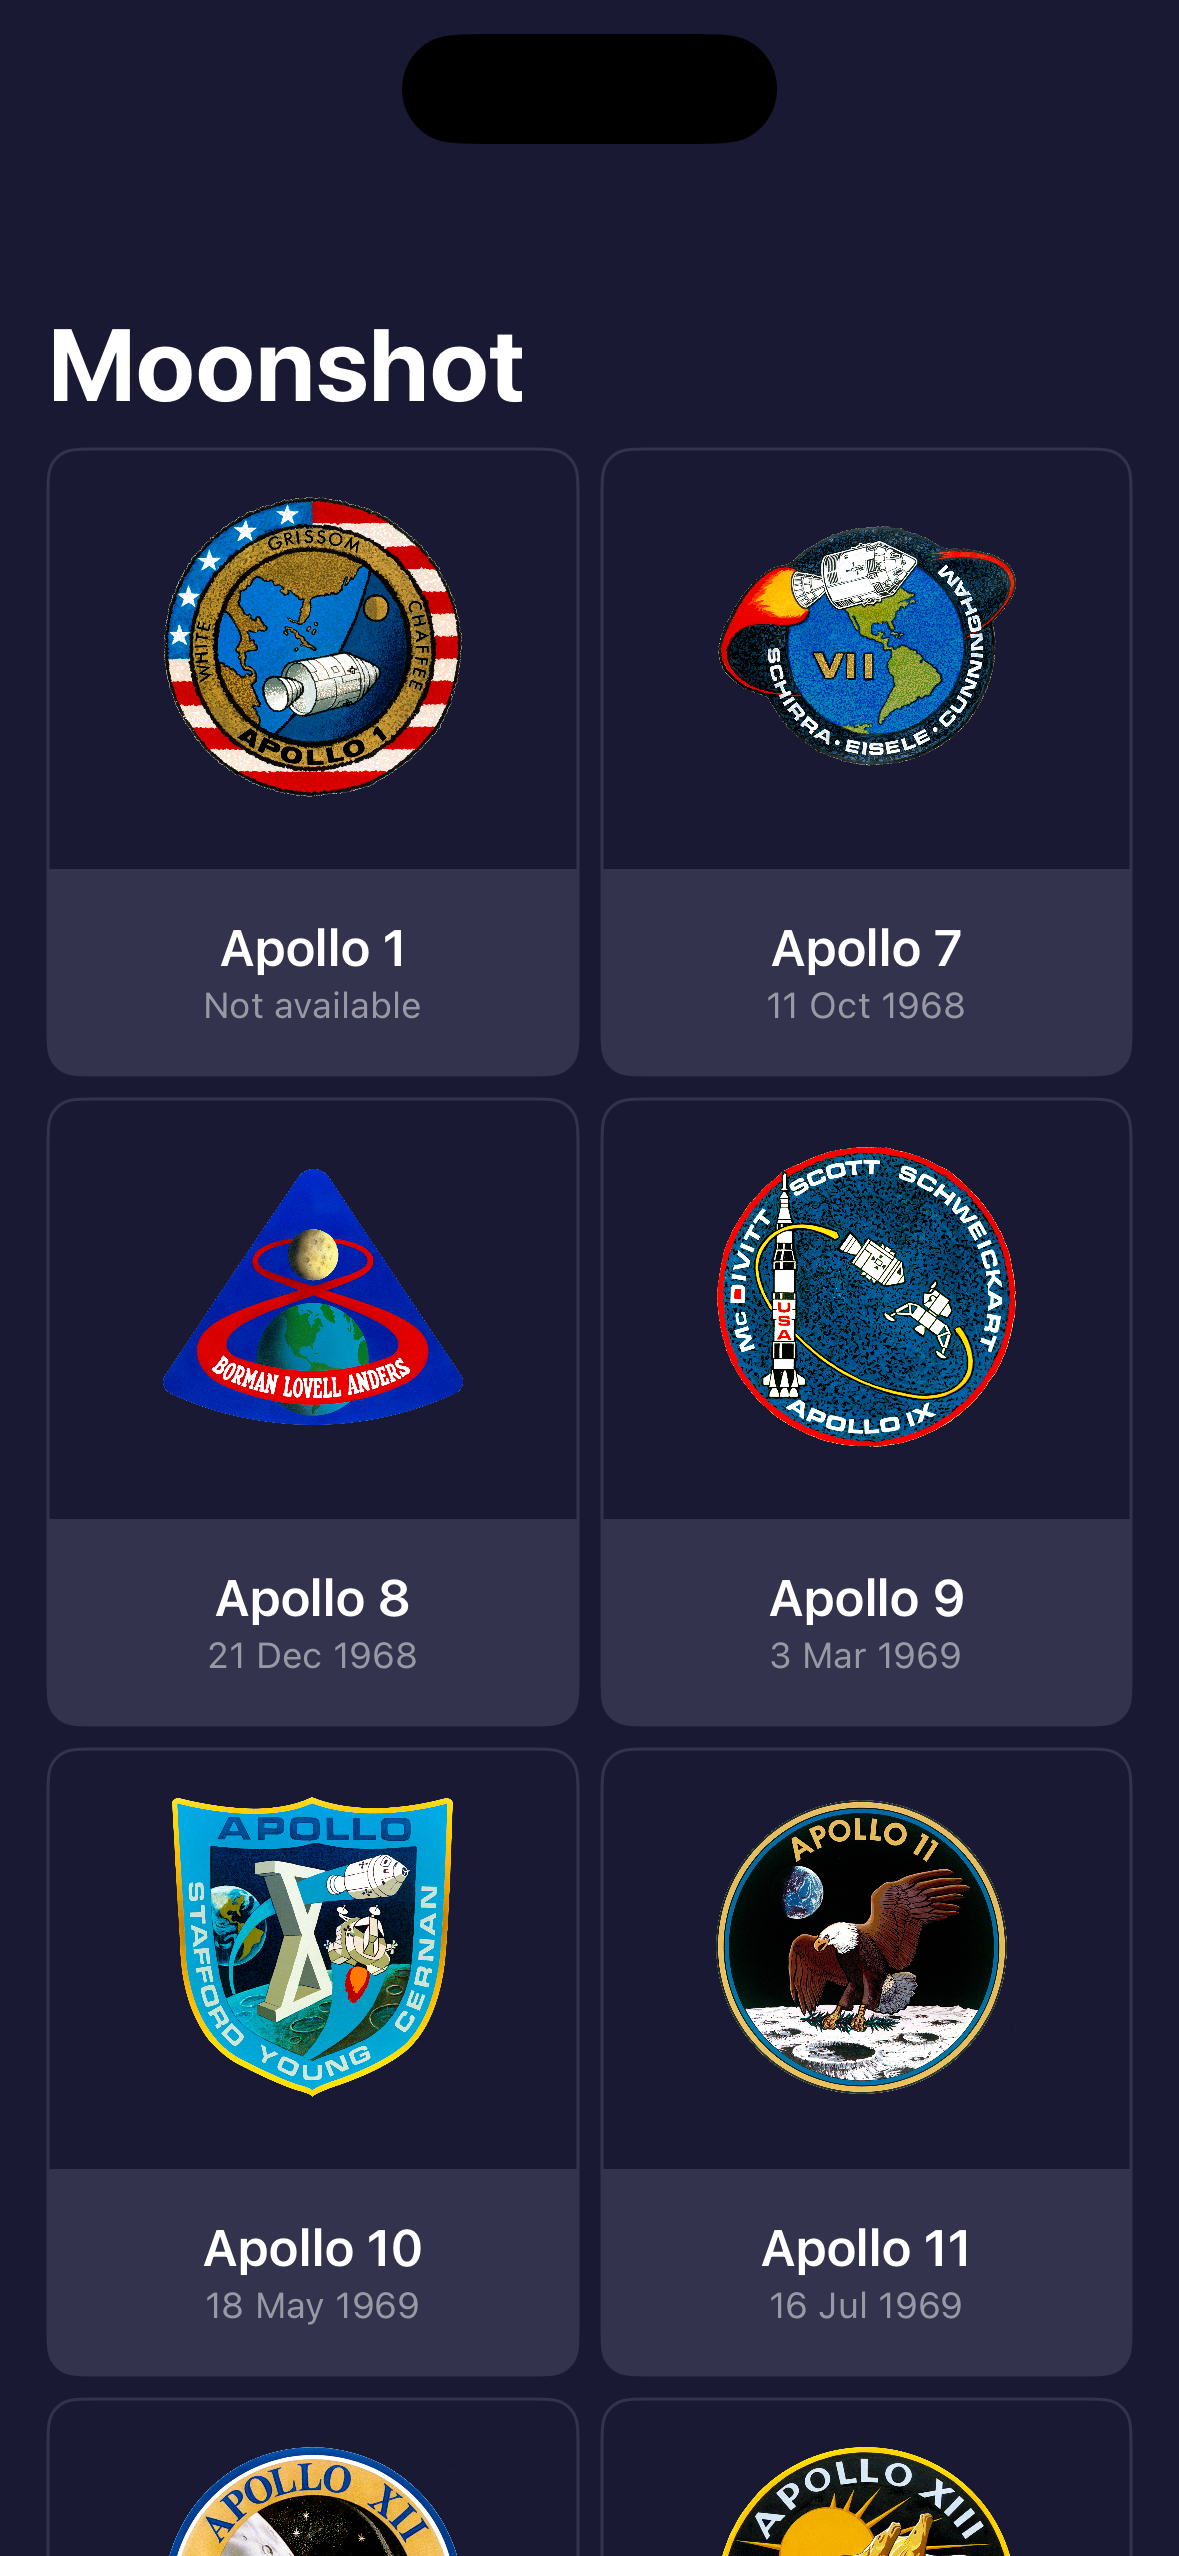 Moonshot
GRISSOM
WHITE
CHAFFEE
APOLLO 1
VII
SCHIRRA • EISELE • CUNNINGHAM
Apollo 1
Not available
Apollo 7
11 Oct 1968
BORMAN LOVELL ANDERS
Mc DIVITT SCOTT SCHWEICKART
USA
APOLLO IX
Apollo 8
21 Dec 1968
Apollo 9
3 Mar 1969
APOLLO
X
STAFFORD YOUNG CERNAN
APOLLO 11
Apollo 10
18 May 1969
Apollo 11
16 Jul 1969
APOLLO XII
APOLLO XIII